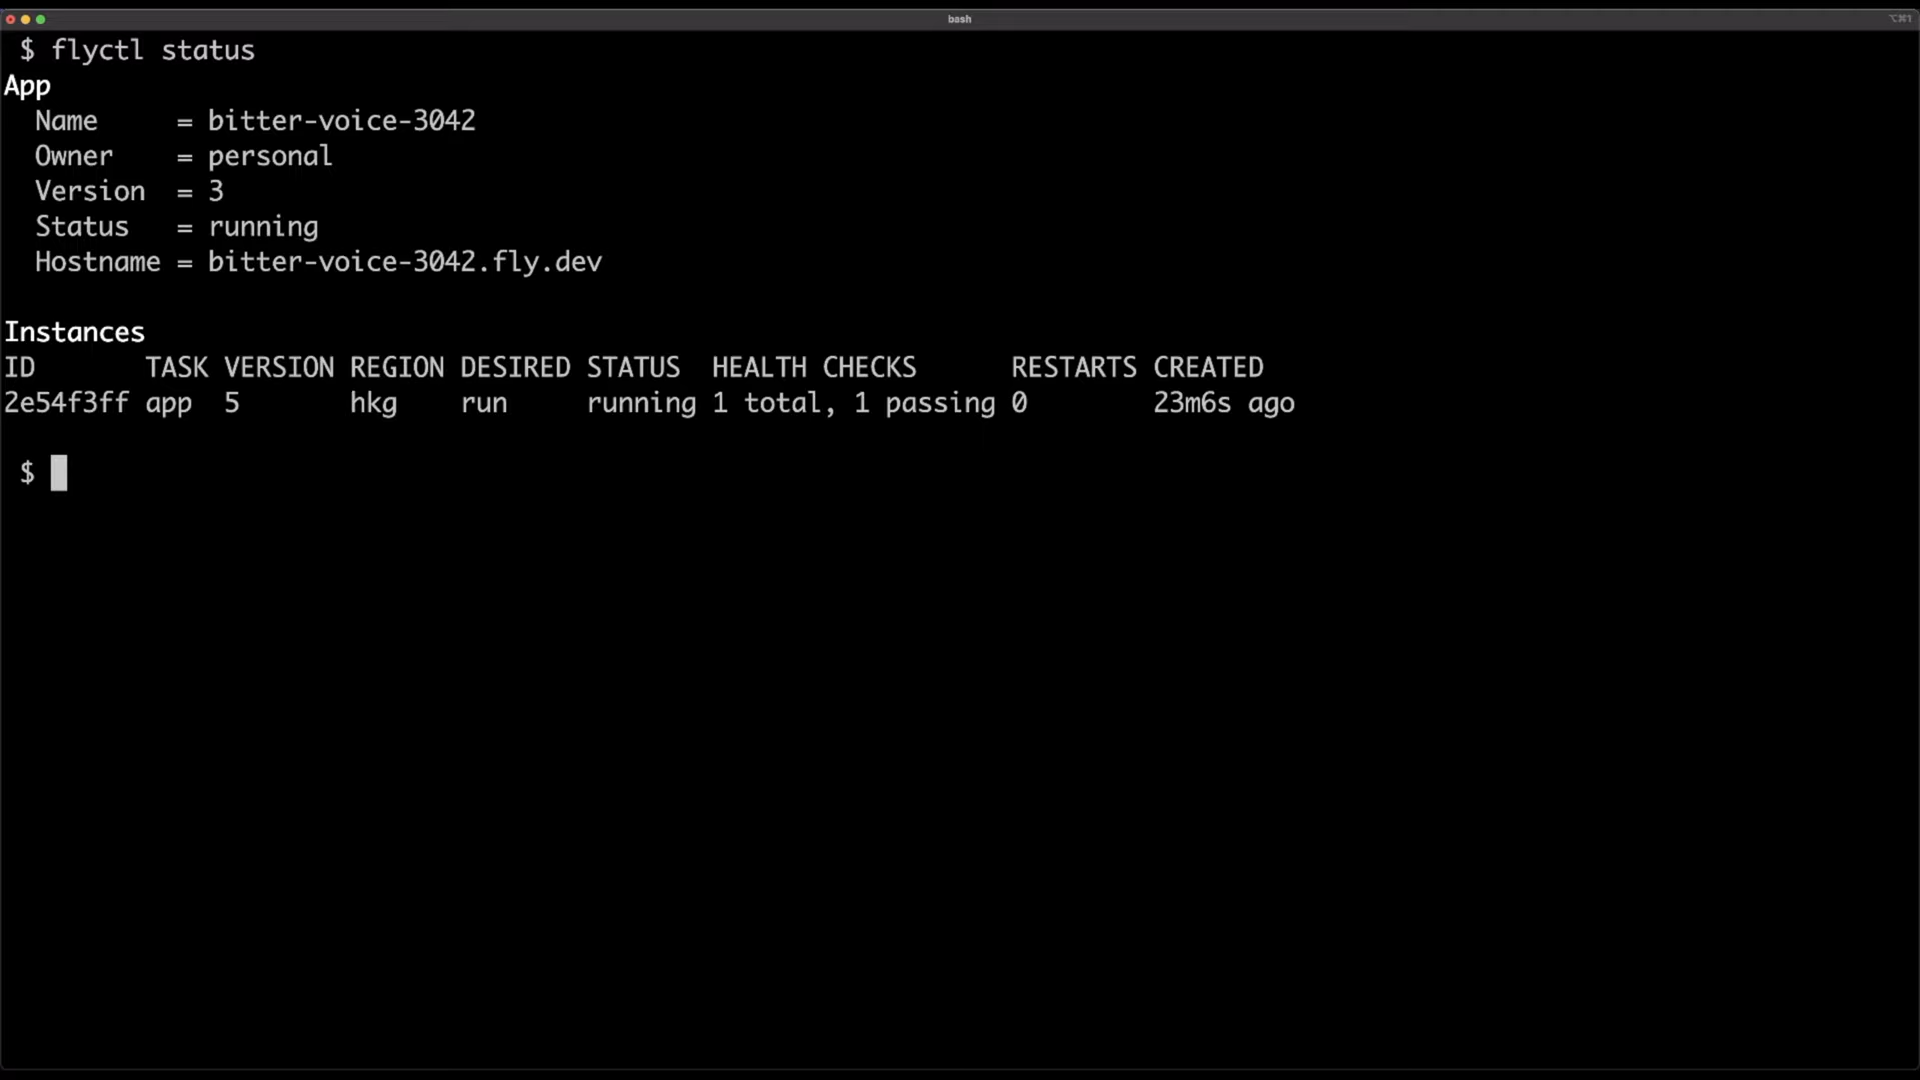 bash
⌥⌘1
$ flyctl status
App
Name = bitter-voice-3042
Owner = personal
Version = 3
Status = running
Hostname = bitter-voice-3042.fly.dev
Instances
ID TASK VERSION REGION DESIRED STATUS HEALTH CHECKS RESTARTS CREATED
2e54f3ff app 5 hkg run running 1 total, 1 passing 0 23m6s ago
$